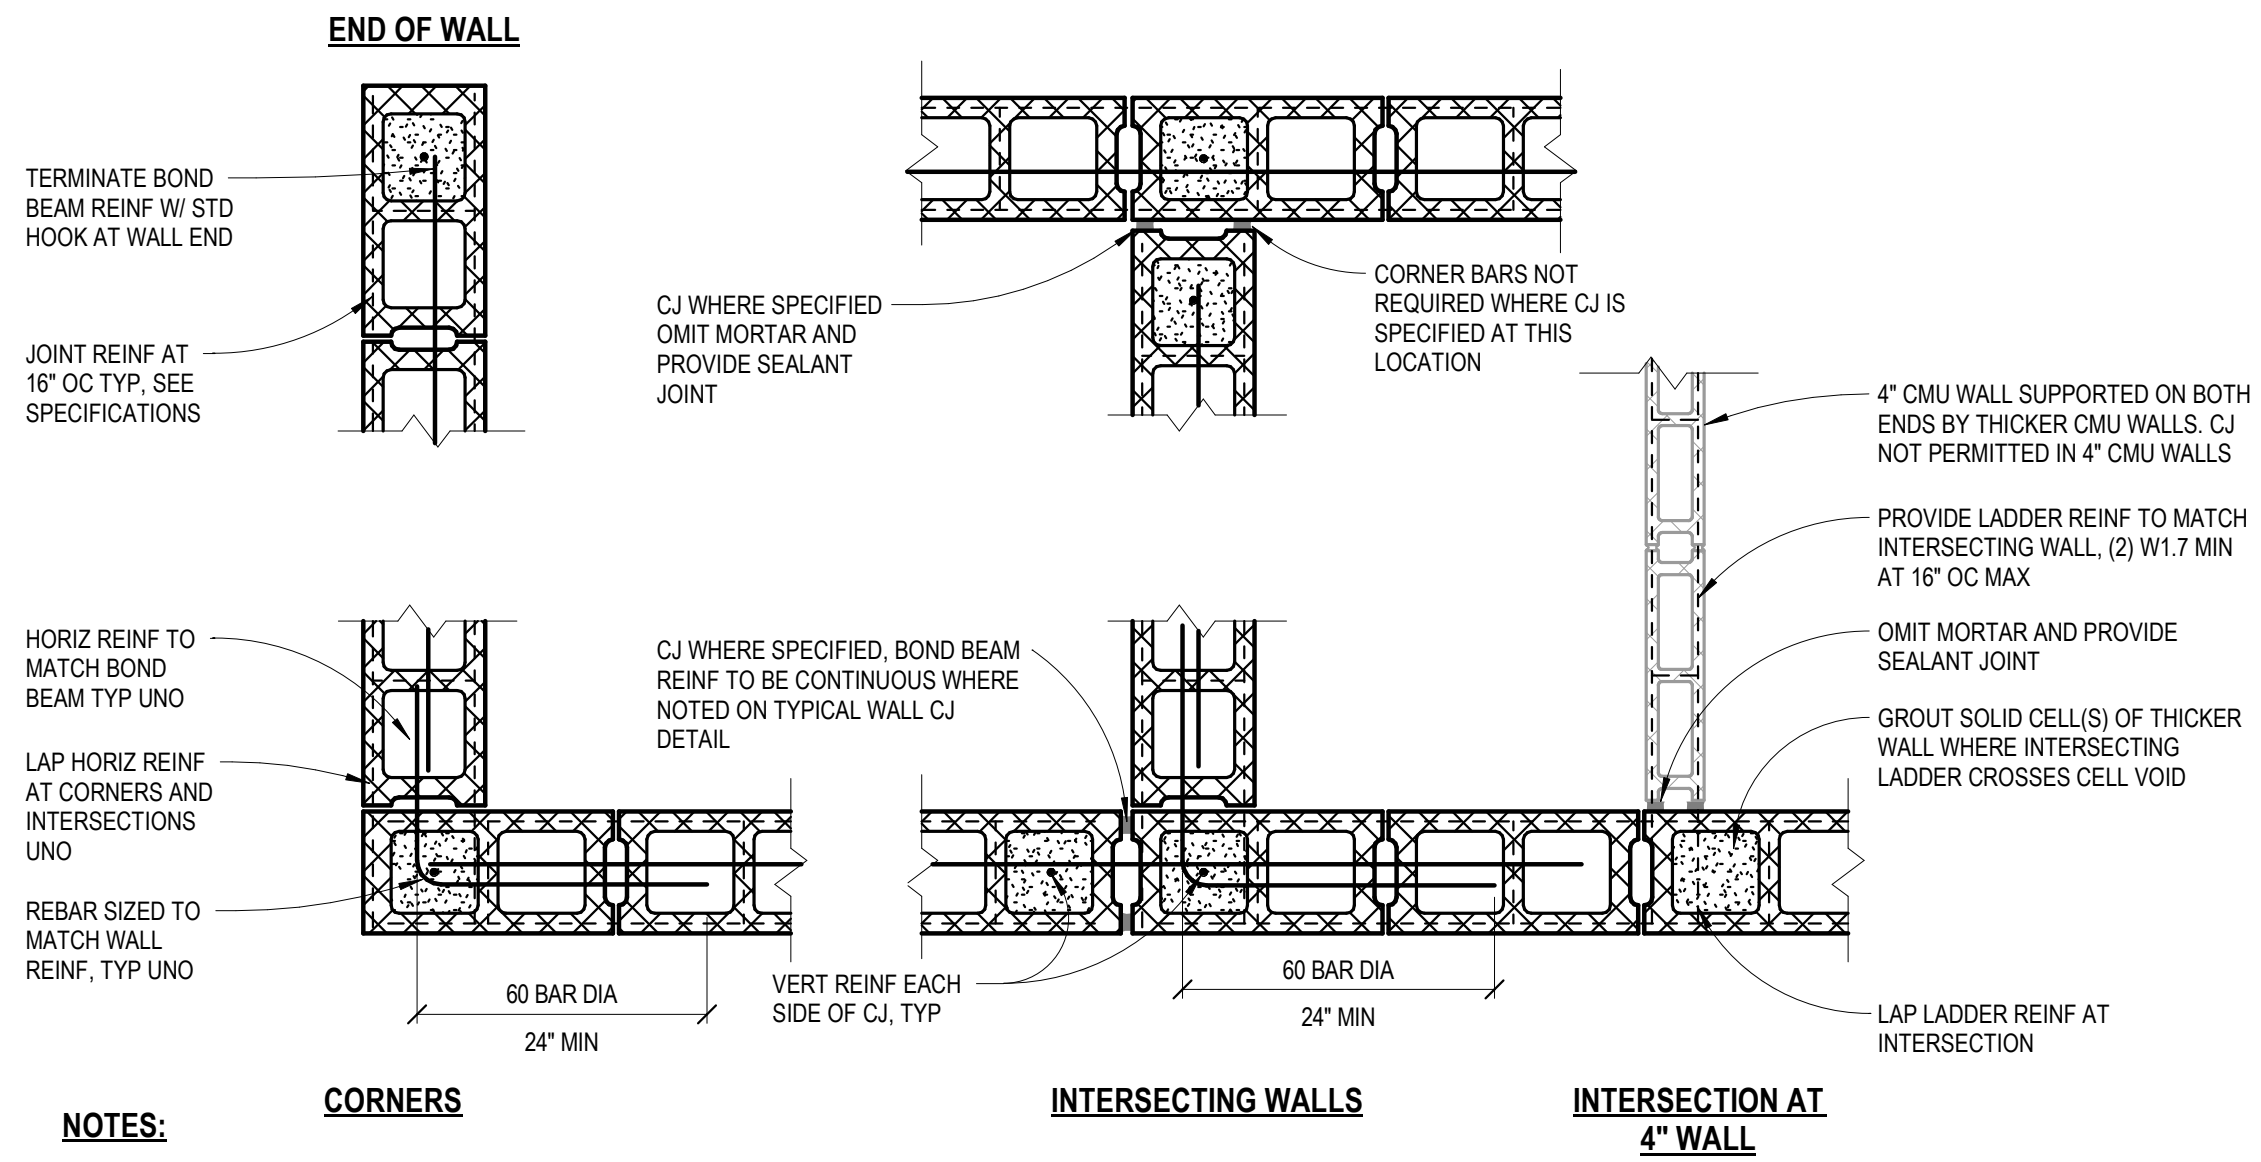 END OF WALL
TERMINATE BOND
BEAM REINF W/ STD
HOOK AT WALL END
JOINT REINF AT
16" OC TYP, SEE
SPECIFICATIONS
CJ WHERE SPECIFIED
OMIT MORTAR AND
PROVIDE SEALANT
JOINT
CORNER BARS NOT
REQUIRED WHERE CJ IS
SPECIFIED AT THIS
LOCATION
4" CMU WALL SUPPORTED ON BOTH
ENDS BY THICKER CMU WALLS. CJ
NOT PERMITTED IN 4" CMU WALLS
PROVIDE LADDER REINF TO MATCH
INTERSECTING WALL, (2) W1.7 MIN
AT 16" OC MAX
OMIT MORTAR AND PROVIDE
SEALANT JOINT
GROUT SOLID CELL(S) OF THICKER
WALL WHERE INTERSECTING
LADDER CROSSES CELL VOID
LAP LADDER REINF AT
INTERSECTION
HORIZ REINF TO
MATCH BOND
BEAM TYP UNO
LAP HORIZ REINF
AT CORNERS AND
INTERSECTIONS
UNO
REBAR SIZED TO
MATCH WALL
REINF, TYP UNO
CJ WHERE SPECIFIED, BOND BEAM
REINF TO BE CONTINUOUS WHERE
NOTED ON TYPICAL WALL CJ
DETAIL
VERT REINF EACH
SIDE OF CJ, TYP
60 BAR DIA
24" MIN
60 BAR DIA
24" MIN
CORNERS
INTERSECTING WALLS
INTERSECTION AT
4" WALL
NOTES: